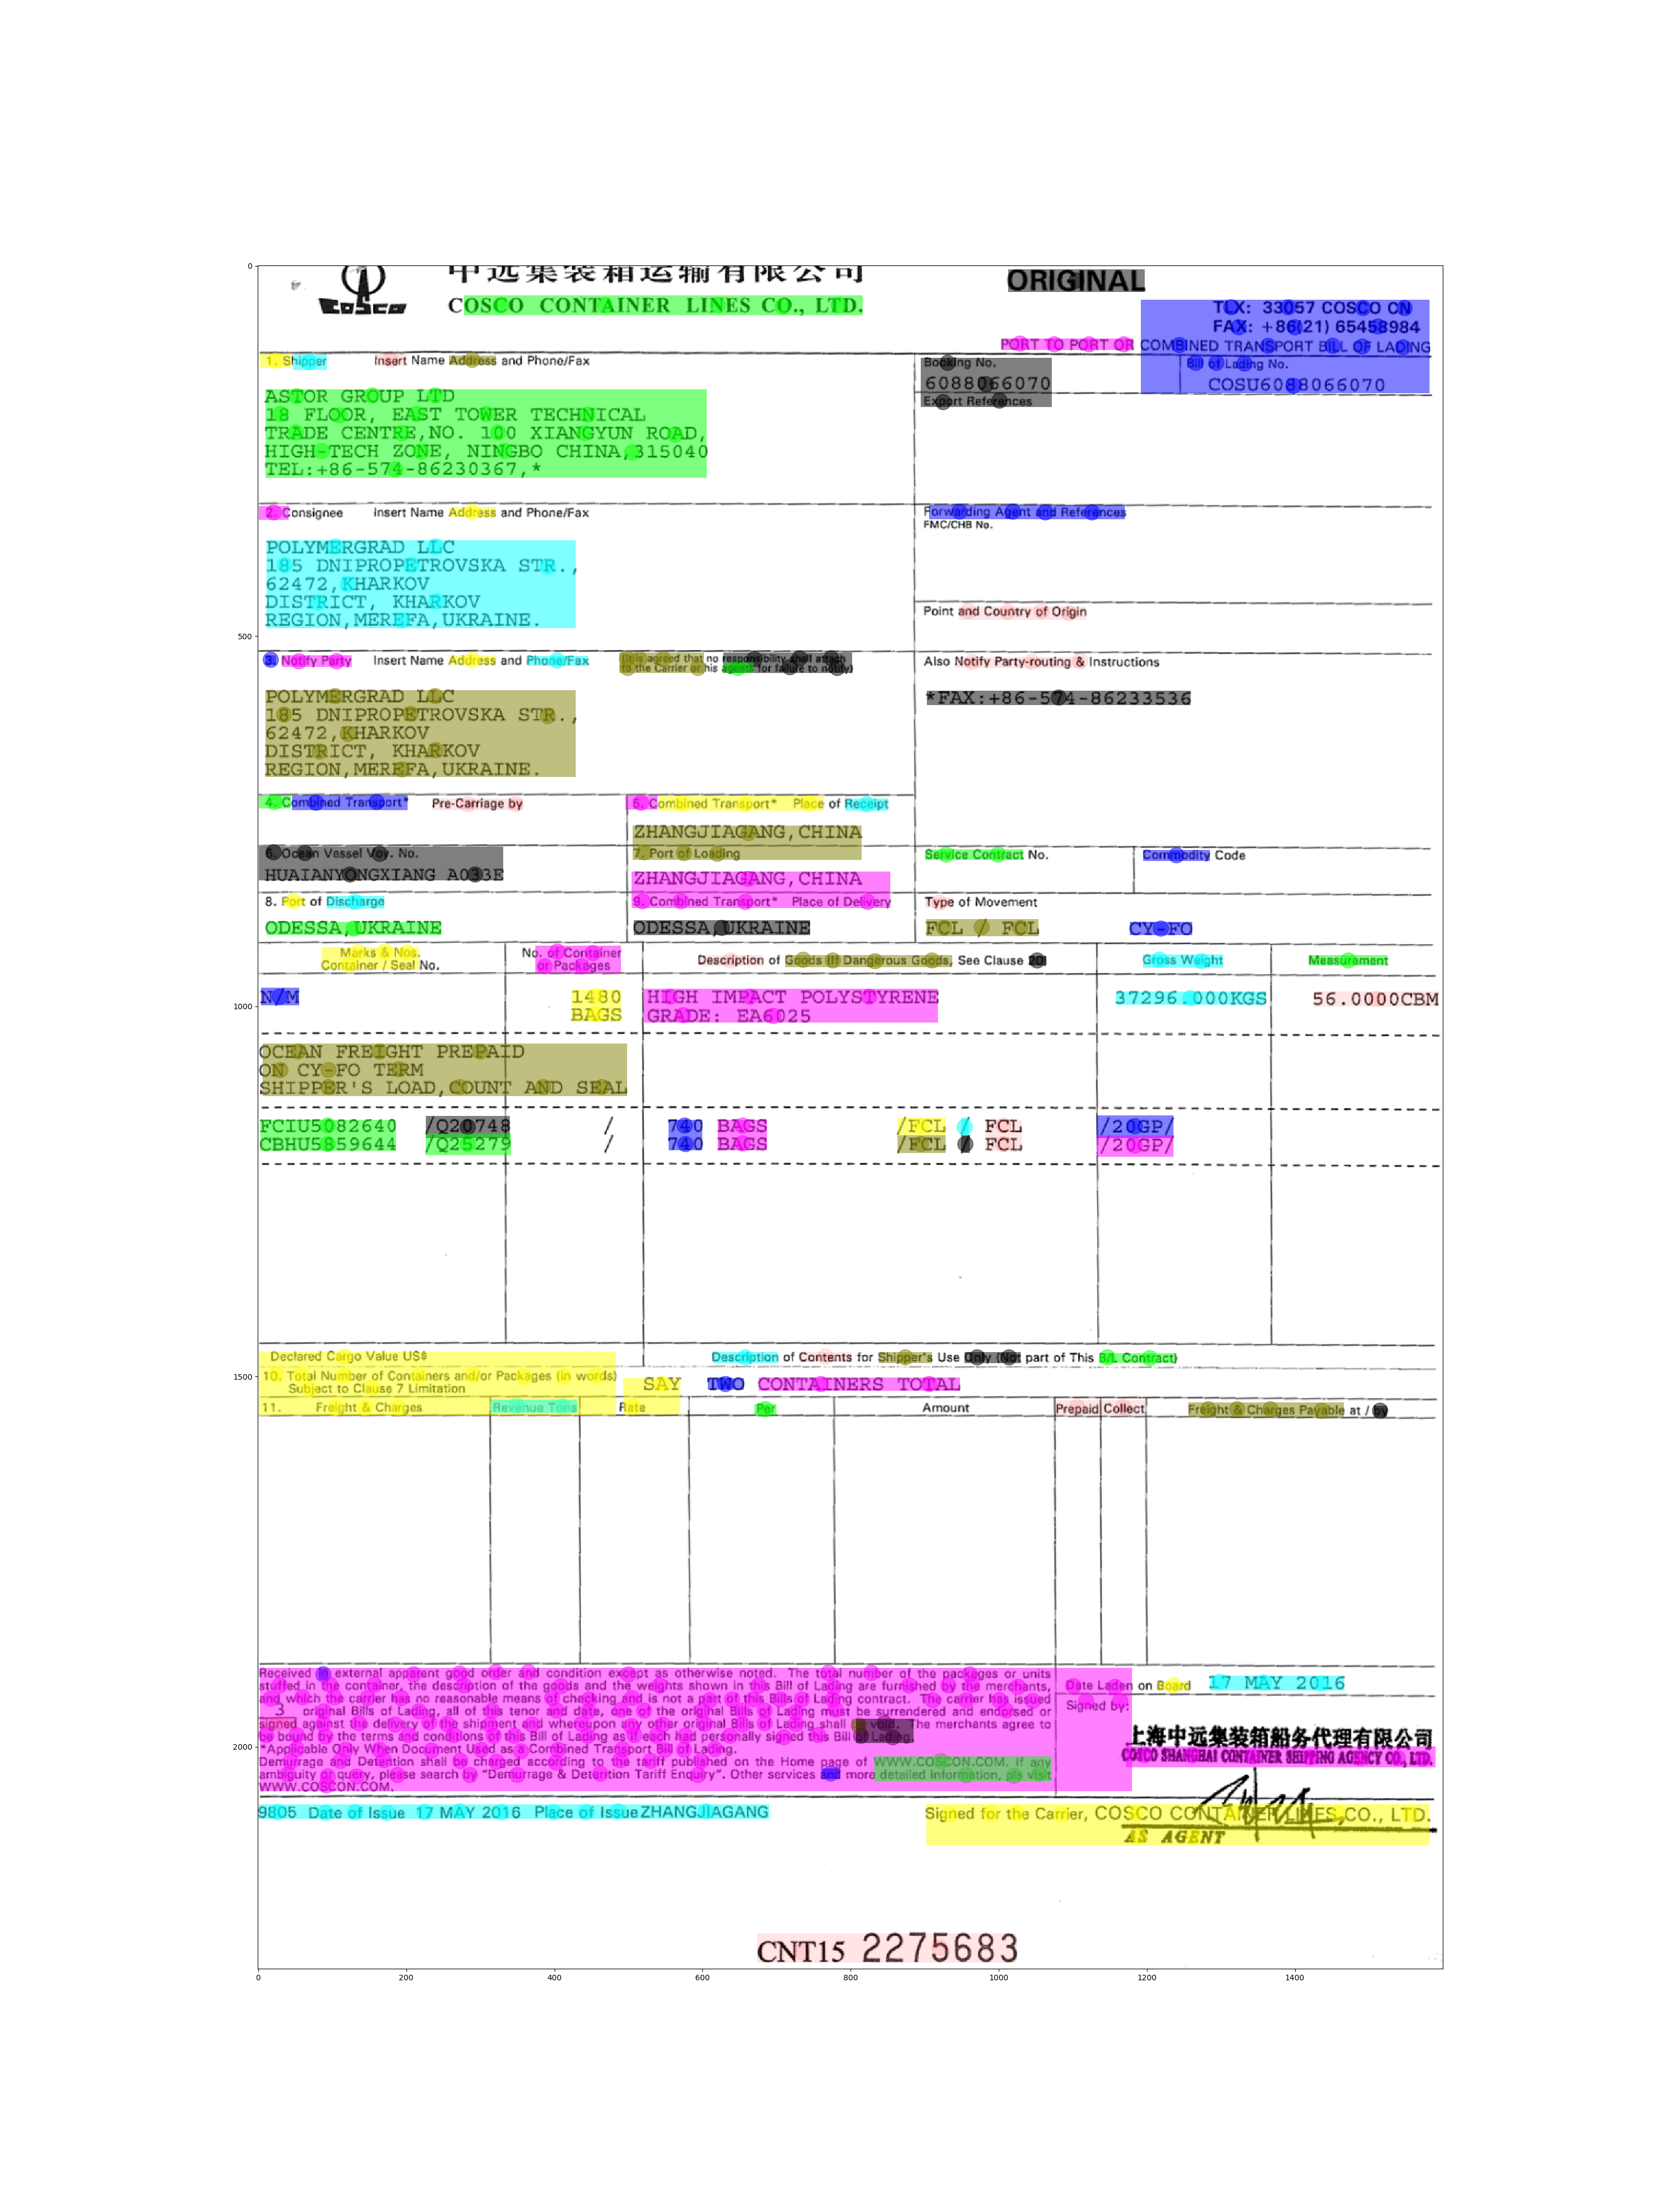 中远集装箱运输有限公司
COSCO
COSCO CONTAINER LINES CO., LTD.
ORIGINAL
TLX: 33057 COSCO CN
FAX: +86(21) 65458984
PORT TO PORT OR COMBINED TRANSPORT BILL OF LADING
1. Shipper Insert Name Address and Phone/Fax
Booking No.
6088066070
Bill of Lading No.
COSU6088066070
Export References
ASTOR GROUP LTD
18 FLOOR, EAST TOWER TECHNICAL
TRADE CENTRE,NO. 100 XIANGYUN ROAD,
HIGH-TECH ZONE, NINGBO CHINA,315040
TEL:+86-574-86230367,*
2. Consignee Insert Name Address and Phone/Fax
Forwarding Agent and References
FMC/CHB No.
POLYMERGRAD LLC
185 DNIPROPETROVSKA STR.,
62472,KHARKOV
DISTRICT, KHARKOV
REGION,MEREFA,UKRAINE.
Point and Country of Origin
3. Notify Party Insert Name Address and Phone/Fax
(It is agreed that no responsibility shall attach
to the Carrier or his agents for failure to notify)
Also Notify Party-routing & Instructions
*FAX:+86-574-86233536
POLYMERGRAD LLC
185 DNIPROPETROVSKA STR.,
62472,KHARKOV
DISTRICT, KHARKOV
REGION,MEREFA,UKRAINE.
4. Combined Transport* Pre-Carriage by
5. Combined Transport* Place of Receipt
ZHANGJIAGANG,CHINA
6. Ocean Vessel Voy. No.
HUAIANYONGXIANG A033E
7. Port of Loading
ZHANGJIAGANG,CHINA
Service Contract No.
Commodity Code
8. Port of Discharge
ODESSA,UKRAINE
9. Combined Transport* Place of Delivery
ODESSA,UKRAINE
Type of Movement
FCL / FCL CY-FO
Marks & Nos.
Container / Seal No.
No. of Container
or Packages
Description of Goods (If Dangerous Goods, See Clause 20)
Gross Weight
Measurement
N/M 1480 HIGH IMPACT POLYSTYRENE 37296.000KGS 56.0000CBM
BAGS GRADE: EA6025
OCEAN FREIGHT PREPAID
ON CY-FO TERM
SHIPPER'S LOAD,COUNT AND SEAL
FCIU5082640 /Q20748 / 740 BAGS /FCL / FCL /20GP/
CBHU5859644 /Q25279 / 740 BAGS /FCL / FCL /20GP/
Declared Cargo Value US$
Description of Contents for Shipper's Use Only (Not part of This B/L Contract)
10. Total Number of Containers and/or Packages (in words)
Subject to Clause 7 Limitation
SAY TWO CONTAINERS TOTAL
11. Freight & Charges Revenue Tons Rate Per Amount Prepaid Collect Freight & Charges Payable at / by
Received in external apparent good order and condition except as otherwise noted. The total number of the packages or units
stuffed in the container, the description of the goods and the weights shown in this Bill of Lading are furnished by the merchants,
and which the carrier has no reasonable means of checking and is not a part of this Bills of Lading contract. The carrier has issued
3 original Bills of Lading, all of this tenor and date, one of the original Bills of Lading must be surrendered and endorsed or
signed against the delivery of the shipment and whereupon any other original Bills of Lading shall be void. The merchants agree to
be bound by the terms and conditions of this Bill of Lading as if each had personally signed this Bill of Lading.
*Applicable Only When Document Used as a Combined Transport Bill of Lading.
Demurrage and Detention shall be charged according to the tariff published on the Home page of WWW.COSCON.COM. If any
ambiguity or query, please search by "Demurrage & Detention Tariff Enquiry". Other services and more detailed information, pls visit
WWW.COSCON.COM.
Date Laden on Board 17 MAY 2016
Signed by:
上海中远集装箱船务代理有限公司
COSCO SHANGHAI CONTAINER SHIPPING AGENCY CO., LTD.
9805 Date of Issue 17 MAY 2016 Place of Issue ZHANGJIAGANG
Signed for the Carrier, COSCO CONTAINER LINES,CO., LTD.
AS AGENT
CNT15 2275683
0
500
1000
1500
2000
0 200 400 600 800 1000 1200 1400